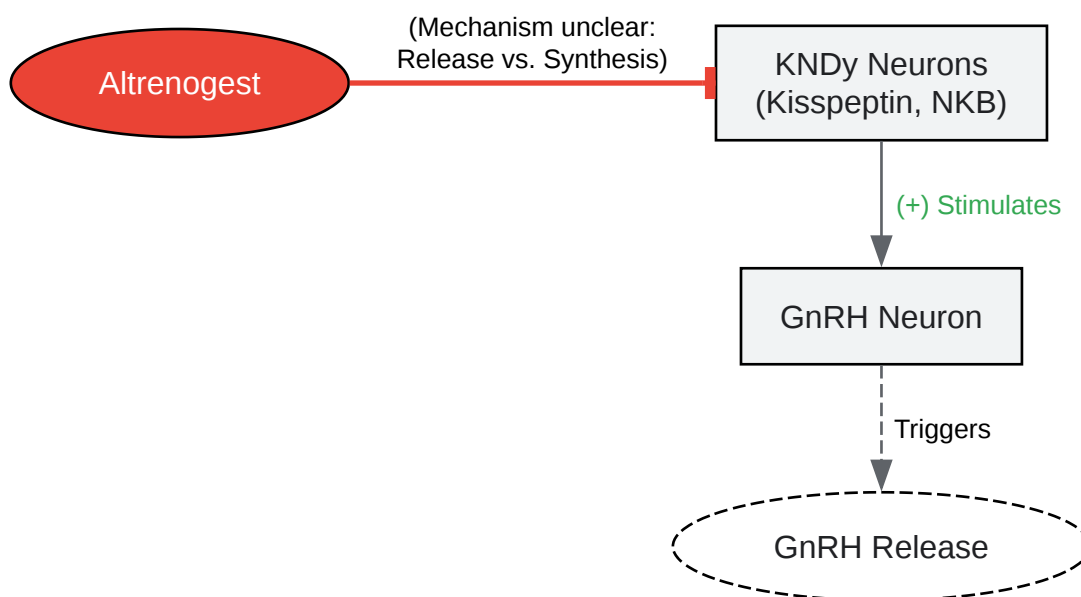 (Mechanism unclear:
Release vs. Synthesis)
Altrenogest
KNDy Neurons
(Kisspeptin, NKB)
(+) Stimulates
GnRH Neuron
Triggers
GnRH Release